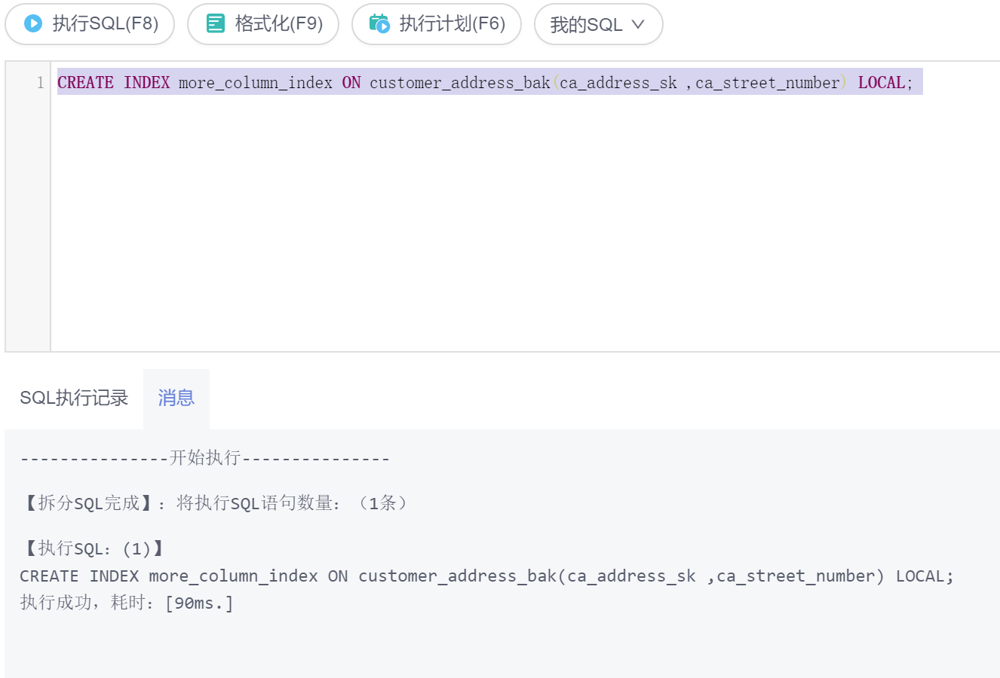 执行SQL(F8) 格式化(F9) 执行计划(F6) 我的SQL
1 CREATE INDEX more_column_index ON customer_address_bak(ca_address_sk ,ca_street_number) LOCAL;
SQL执行记录 消息
---------------开始执行---------------
【拆分SQL完成】：将执行SQL语句数量：（1条）
【执行SQL：(1)】
CREATE INDEX more_column_index ON customer_address_bak(ca_address_sk ,ca_street_number) LOCAL;
执行成功，耗时：[90ms.]